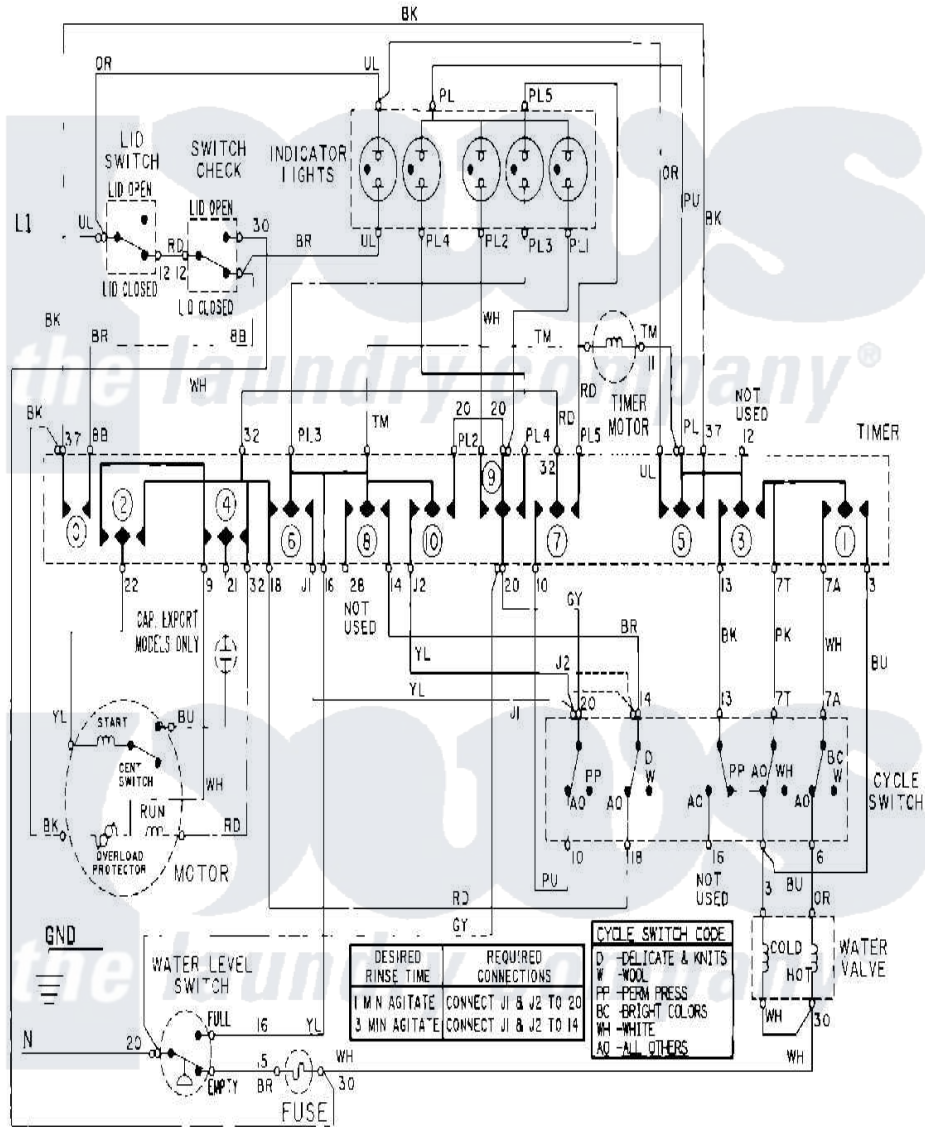 BK
OR
UL
PL
PL5
LID
SWITCH
SWITCH
CHECK
INDICATOR
LIGHTS
LID OPEN
LID OPEN
OR
PU
BK
L1
UL
RD
30
BR
UL
PL4
PL2
PL3
PL1
12 12
LID CLOSED
LID CLOSED
BK
BR
BB
WH
TM
TM
11
the laundry company®
WH
RD
TIMER
MOTOR
NOT
USED
BK
37
BB
32
PL3
TM
20 20
PL2
PL4
RD
32
PL5
PL
37
12
TIMER
UL
0
2
4
6
8
10
9
7
5
3
1
22
9
21
32
18
J1
16
28
14
J2
20
10
13
7T
7A
3
NOT
USED
CAP. EXPORT
MODELS ONLY
GY
BR
BK
PK
WH
BU
YL
J2
YL
J1
20
14
13
7T
7A
YL
START
BU
CENT
SWITCH
WH
RUN
BK
RD
OVERLOAD
PROTECTOR
MOTOR
PP
AO
D
W
AO
AO
PP
AO
WH
AO
BC
W
CYCLE
SWITCH
10
18
16
6
PU
NOT
USED
3
BU
OR
RD
GY
GND
WATER LEVEL
SWITCH
DESIRED
RINSE TIME
REQUIRED
CONNECTIONS
1 MIN AGITATE CONNECT J1 & J2 TO 20
3 MIN AGITATE CONNECT J1 & J2 TO 14
CYCLE SWITCH CODE
D -DELICATE & KNITS
W -WOOL
PP -PERM PRESS
BC -BRIGHT COLORS
WH -WHITE
AO -ALL OTHERS
COLD
HOT
WATER
VALVE
WH
30
FULL
16
YL
N
20
WH
WH
EMPTY
15
BR
30
FUSE